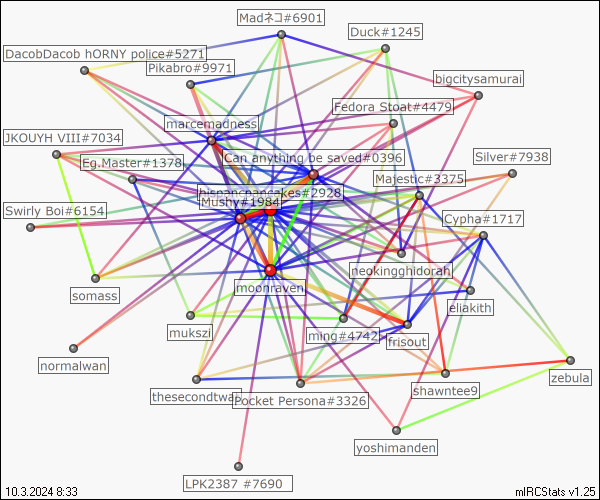 Madネコ#6901
Duck#1245
DacobDacob hORNY police#5271
Pikabro#9971
bigcitysamurai
Fedora Stoat#4479
marcemadness
JKOUYH VIII#7034
Can anything be saved#0396
Silver#7938
Eg.Master#1378
Majestic#3375
hispancpancakes#2928
Mushy#1984
Swirly Boi#6154
Cypha#1717
neokingghidorah
moonraven
somass
eliakith
mukszi
ming#4742
frisout
normalwan
zebula
shawntee9
thesecondtwar
Pocket Persona#3326
yoshimanden
LPK2387 #7690
10.3.2024 8:33
mIRCStats v1.25